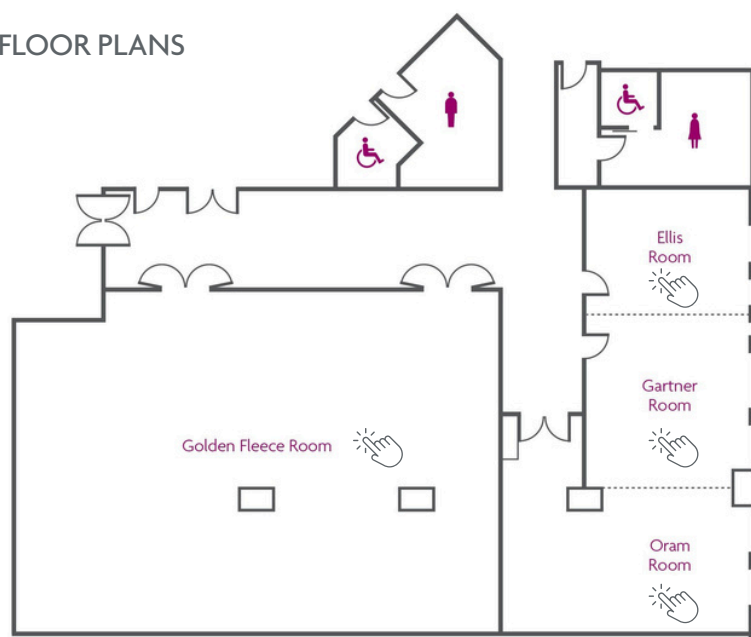 FLOOR PLANS
Ellis
Room
Gartner
Room
Golden Fleece Room
Oram
Room